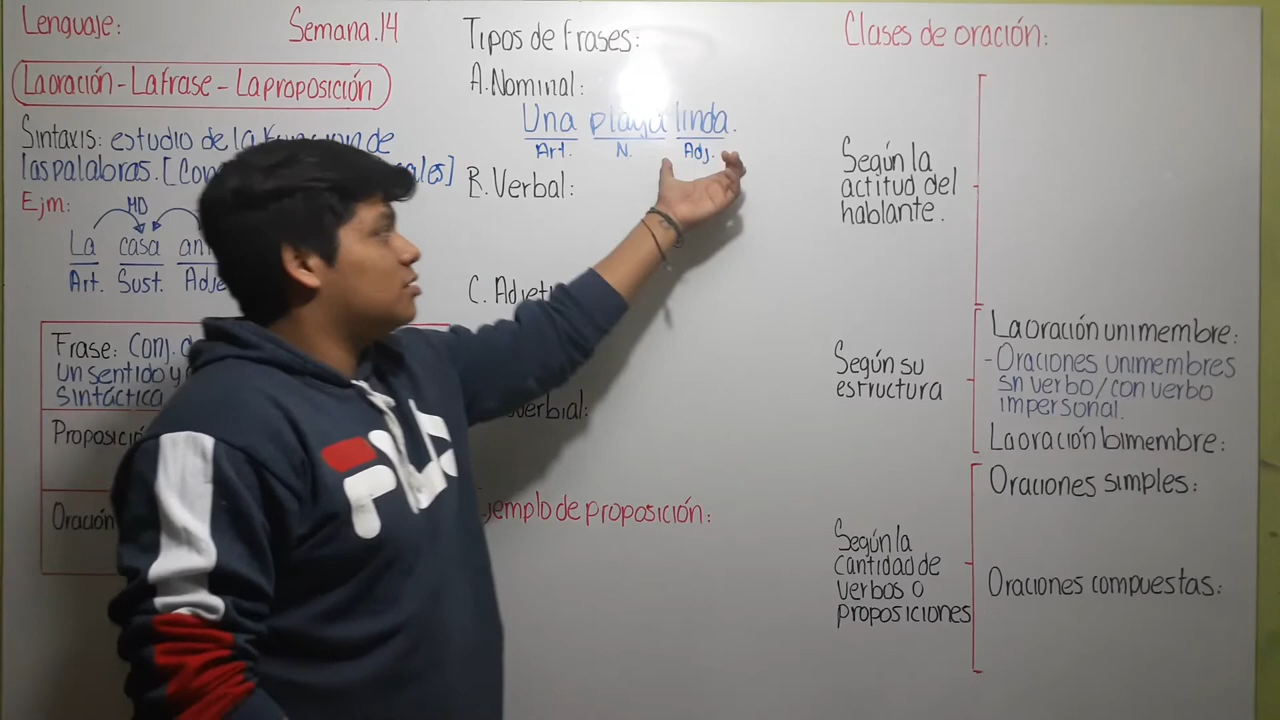 Lenguaje:
Semana.14
La oración - La frase - La proposición
Sintaxis: estudio de la función de
las palabras. [Con
Ejm:
MD
La casa
Art. Sust. Adje
Frase: Conj. d
un sentido y
sintáctica
Proposició
Oración
Tipos de frases:
A. Nominal:
Una playa linda.
Art. N. Adj.
B. Verbal:
C. Adjet
verbial:
jemplo de proposición:
FILA
Clases de oración:
Según la
actitud del
hablante.
Según su
estructura
La oración unimembre:
- Oraciones unimembres
sn verbo/con verbo
impersonal.
La oración bimembre:
Según la
cantidad de
verbos o
proposiciones
Oraciones simples:
Oraciones compuestas: